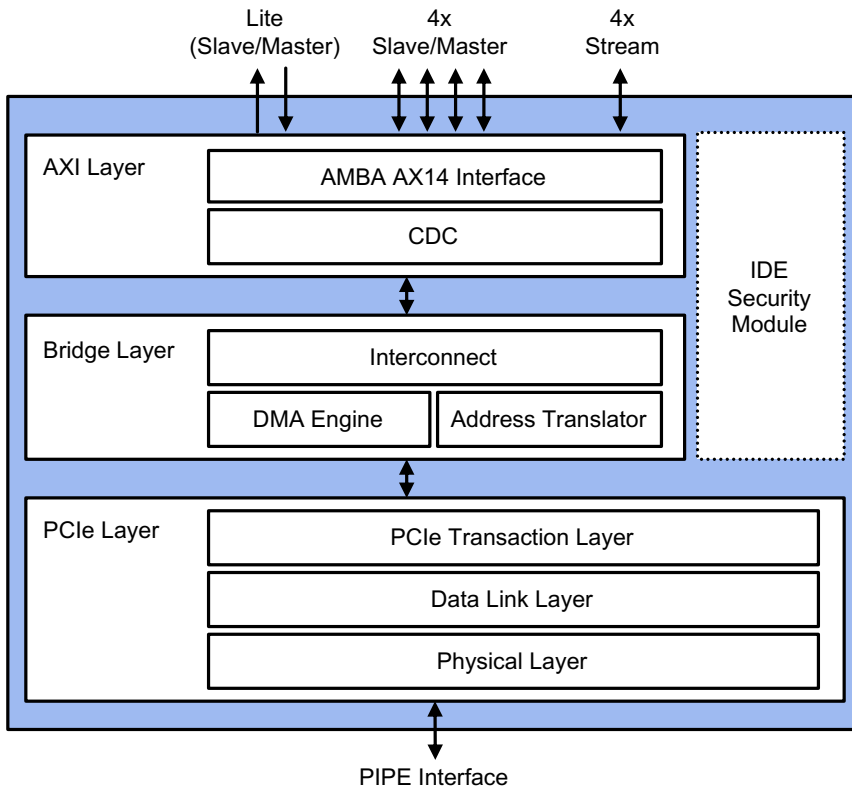 Lite
(Slave/Master)
4x
Slave/Master
4x
Stream
AXI Layer
AMBA AX14 Interface
CDC
IDE
Security
Module
Bridge Layer
Interconnect
DMA Engine
Address Translator
PCIe Layer
PCIe Transaction Layer
Data Link Layer
Physical Layer
PIPE Interface